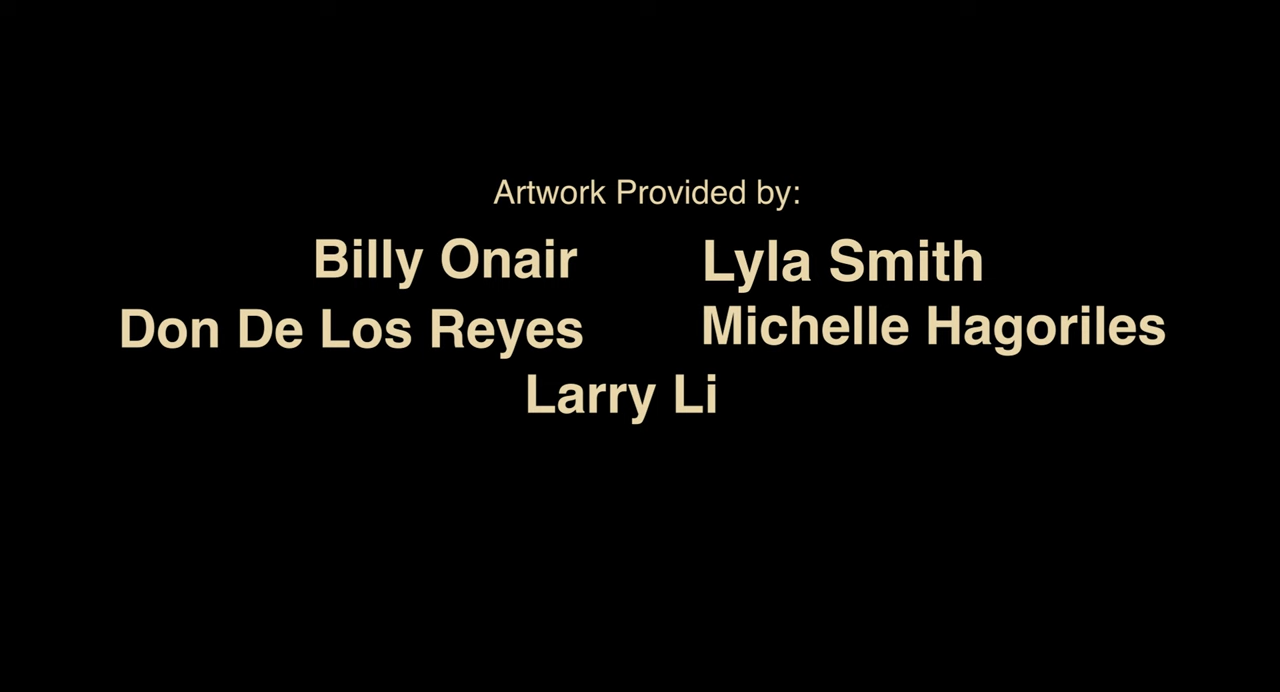 Artwork Provided by:
Billy Onair Lyla Smith
Don De Los Reyes Michelle Hagoriles
Larry Li